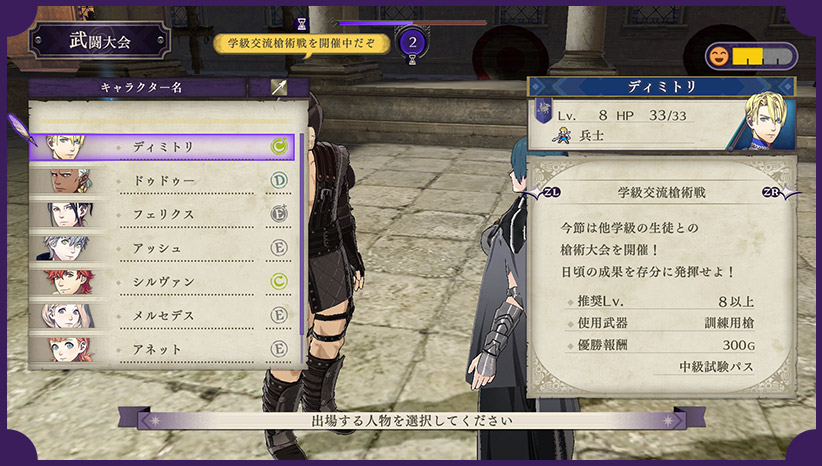 武闘大会
学級交流槍術戦を開催中だぞ
2
キャラクター名
ディミトリ
C
ドゥドゥー
D
フェリクス
E+
アッシュ
E
シルヴァン
C
メルセデス
E
アネット
E
ディミトリ
Lv. 8 HP 33/33
兵士
ZL 学級交流槍術戦 ZR
今節は他学級の生徒との
槍術大会を開催！
日頃の成果を存分に発揮せよ！
推奨Lv. 8以上
使用武器 訓練用槍
優勝報酬 300G
中級試験パス
出場する人物を選択してください